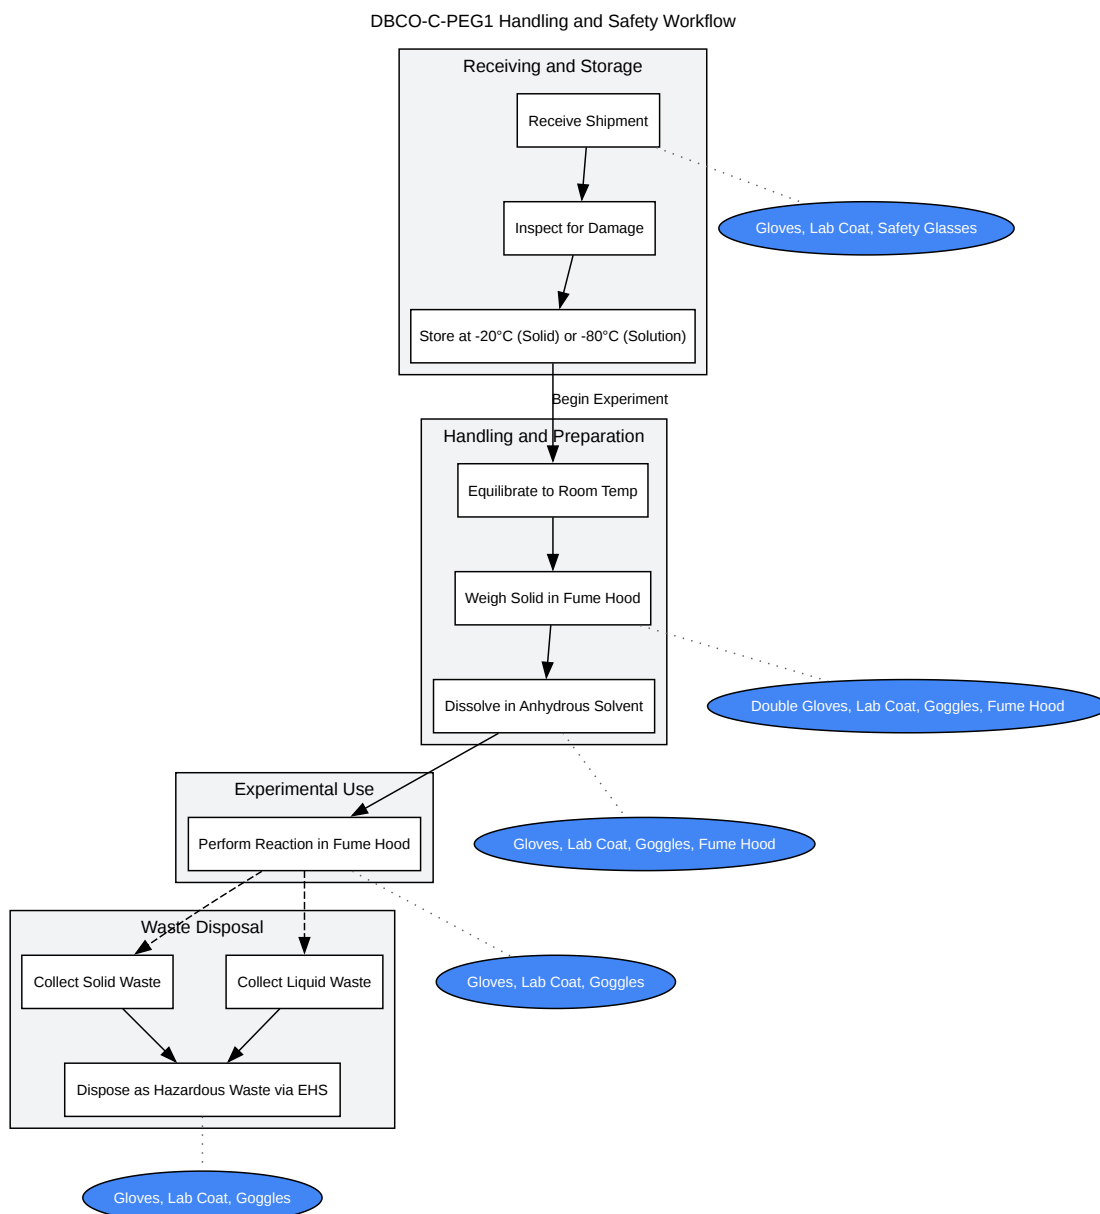 DBCO-C-PEG1 Handling and Safety Workflow
Receiving and Storage
Receive Shipment
Inspect for Damage
Gloves, Lab Coat, Safety Glasses
Store at -20°C (Solid) or -80°C (Solution)
Begin Experiment
Handling and Preparation
Equilibrate to Room Temp
Weigh Solid in Fume Hood
Dissolve in Anhydrous Solvent
Double Gloves, Lab Coat, Goggles, Fume Hood
Experimental Use
Perform Reaction in Fume Hood
Gloves, Lab Coat, Goggles, Fume Hood
Waste Disposal
Collect Solid Waste
Collect Liquid Waste
Gloves, Lab Coat, Goggles
Dispose as Hazardous Waste via EHS
Gloves, Lab Coat, Goggles